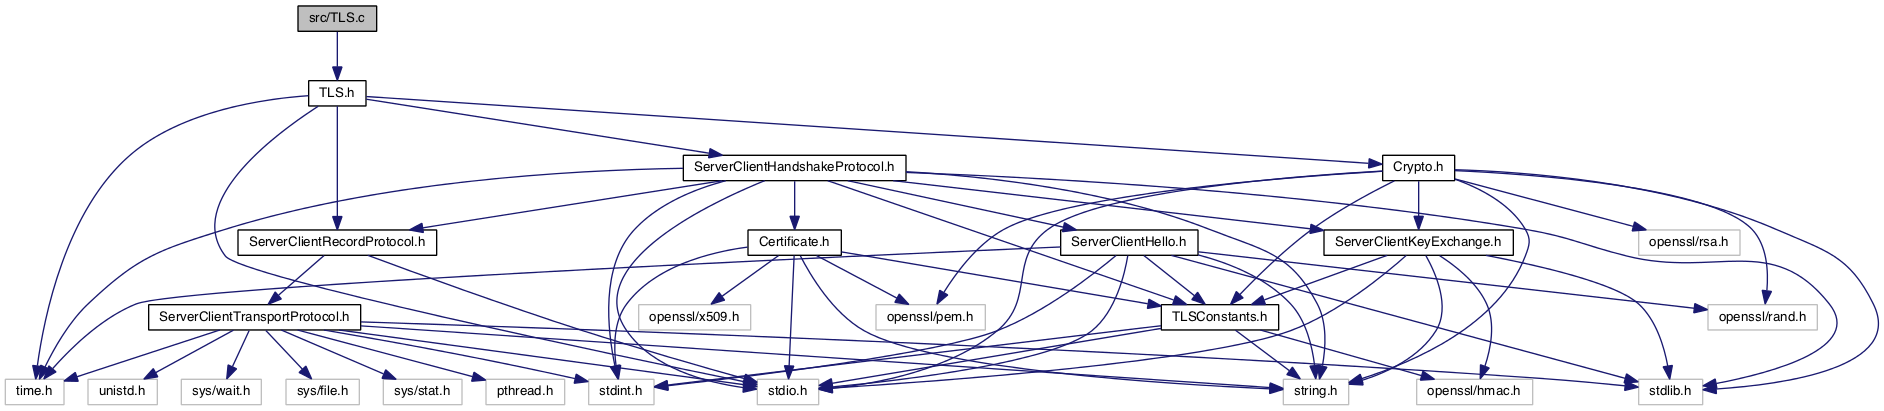 src/TLS.c
TLS.h
ServerClientHandshakeProtocol.h
Crypto.h
ServerClientRecordProtocol.h
Certificate.h
ServerClientHello.h
ServerClientKeyExchange.h
openssl/rsa.h
ServerClientTransportProtocol.h
openssl/x509.h
openssl/pem.h
TLSConstants.h
openssl/rand.h
time.h
unistd.h
sys/wait.h
sys/file.h
sys/stat.h
pthread.h
stdint.h
stdio.h
string.h
openssl/hmac.h
stdlib.h